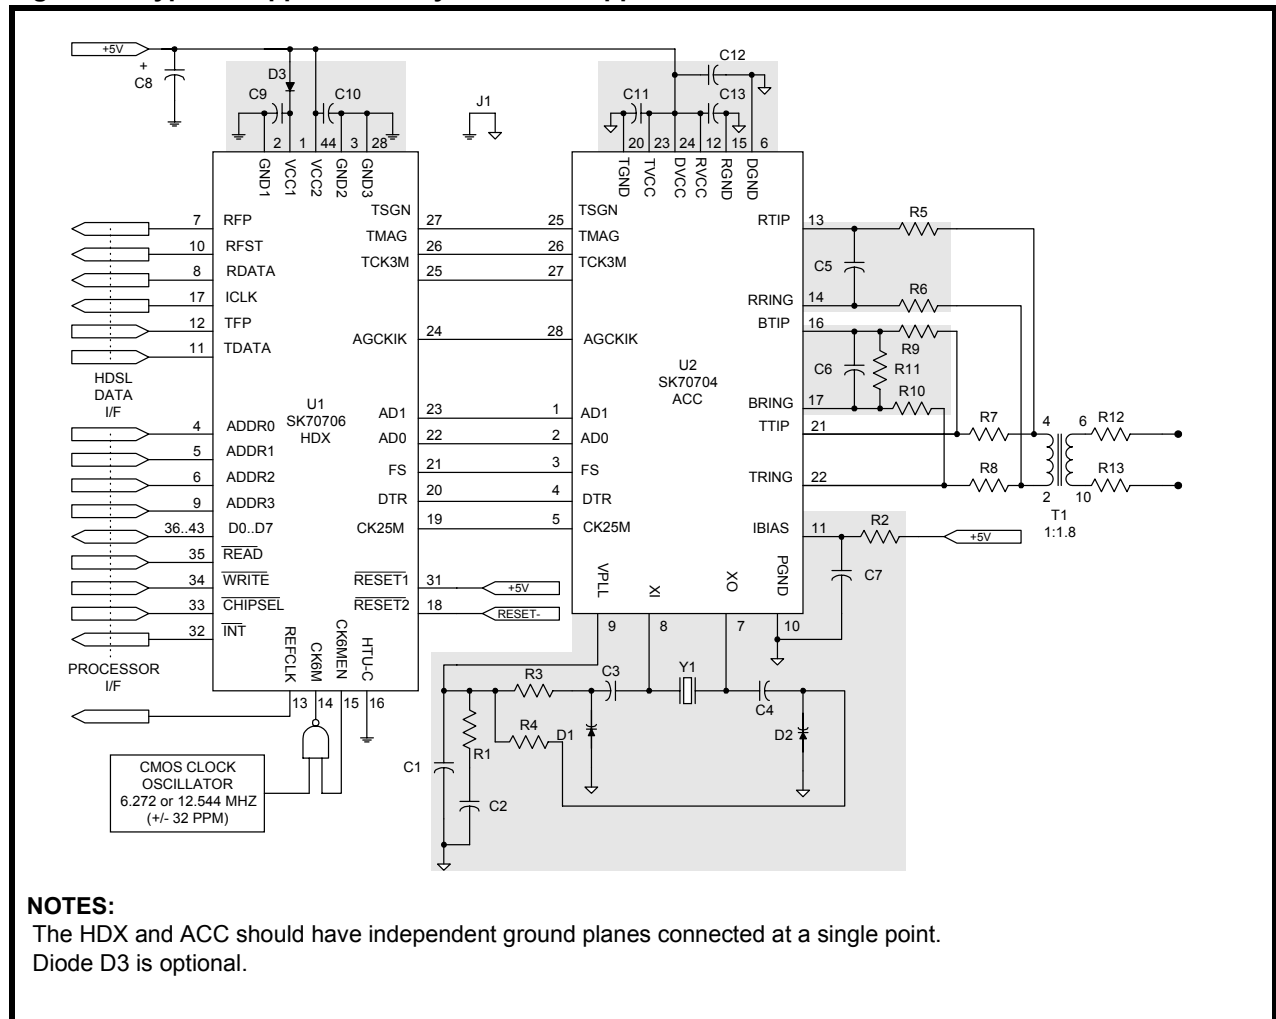 +5V
+
C8
D3
C9
C10
J1
C12
C11
C13
2 1 44 3 28
20 23 24 12 15 6
GND1 VCC1 VCC2 GND2 GND3
TGND TVCC DVCC RVCC RGND DGND
7 RFP
10 RFST
8 RDATA
17 ICLK
12 TFP
11 TDATA
HDSL
DATA
I/F
TSGN 27 25 TSGN
TMAG 26 26 TMAG
TCK3M 25 27 TCK3M
AGCKIK 24 28 AGCKIK
U1
SK70706
HDX
AD1 23 1 AD1
AD0 22 2 AD0
FS 21 3 FS
DTR 20 4 DTR
CK25M 19 5 CK25M
4 ADDR0
5 ADDR1
6 ADDR2
9 ADDR3
36..43 D0..D7
35 READ
34 WRITE
33 CHIPSEL
32 INT
PROCESSOR
I/F
RESET1 31 +5V
RESET2 18 RESET-
REFCLK CK6M CK6MEN HTU-C
13 14 15 16
CMOS CLOCK
OSCILLATOR
6.272 or 12.544 MHZ
(+/- 32 PPM)
U2
SK70704
ACC
RTIP 13 R5
C5
RRING 14 R6
BTIP 16 R9
C6 R11
BRING 17 R10
TTIP 21 R7
TRING 22 R8
4 6 R12
2 10 R13
T1
1:1.8
IBIAS 11 R2 +5V
C7
VPLL XI XO PGND
9 8 7 10
R3 C3 Y1 C4
R4 D1 D2
R1
C1
C2
NOTES:
The HDX and ACC should have independent ground planes connected at a single point.
Diode D3 is optional.